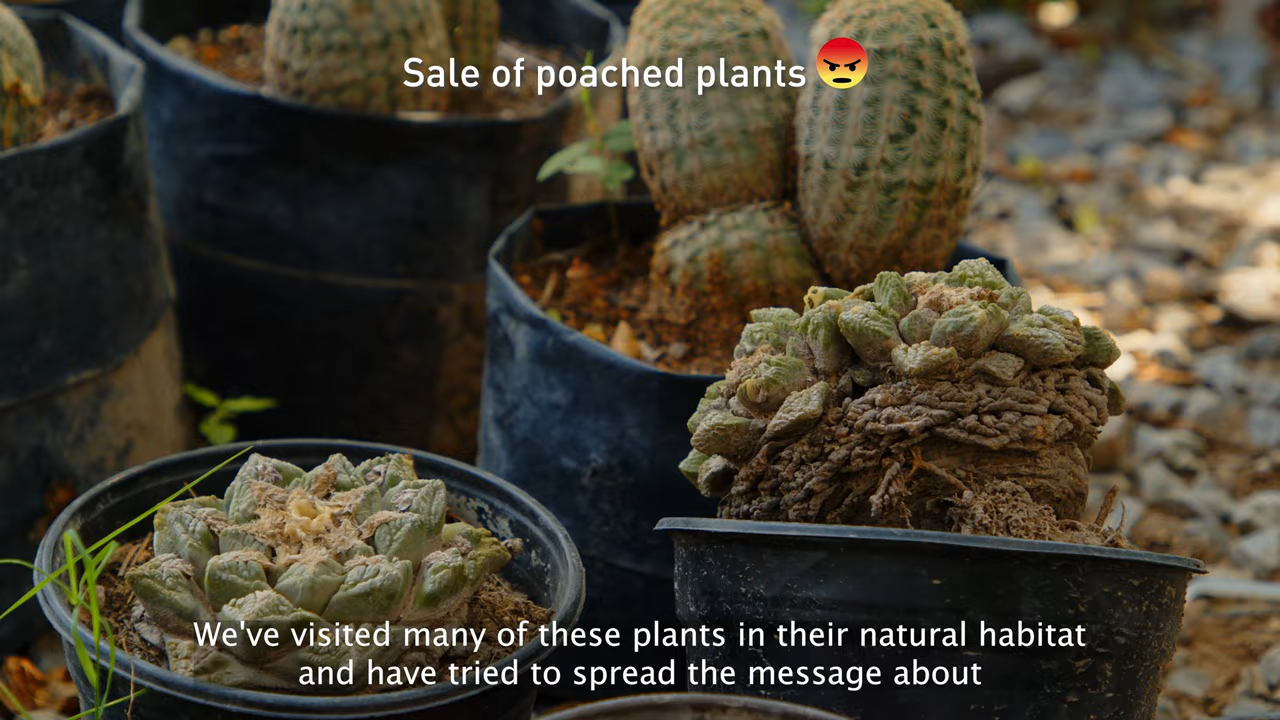 Sale of poached plants 😡
We've visited many of these plants in their natural habitat
and have tried to spread the message about